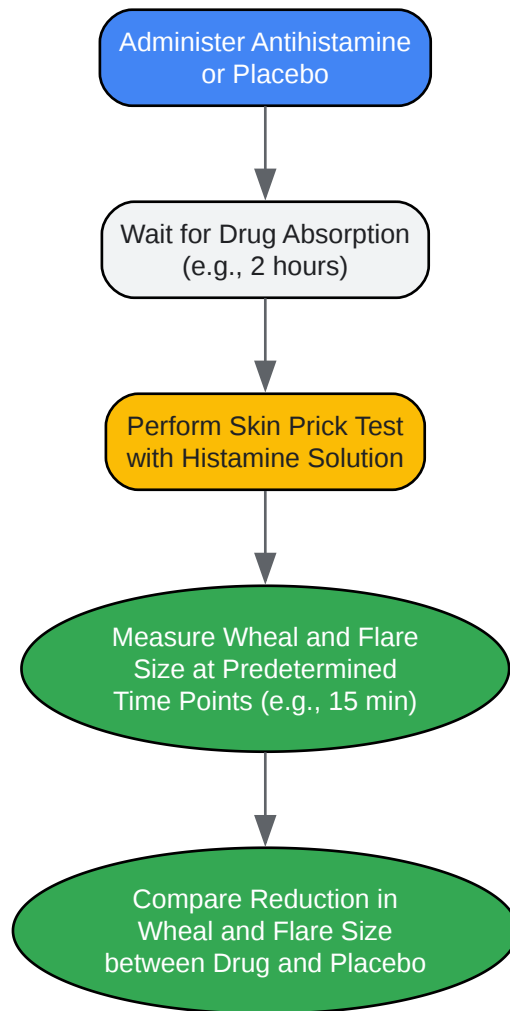 Administer Antihistamine
or Placebo
Wait for Drug Absorption
(e.g., 2 hours)
Perform Skin Prick Test
with Histamine Solution
Measure Wheal and Flare
Size at Predetermined
Time Points (e.g., 15 min)
Compare Reduction in
Wheal and Flare Size
between Drug and Placebo